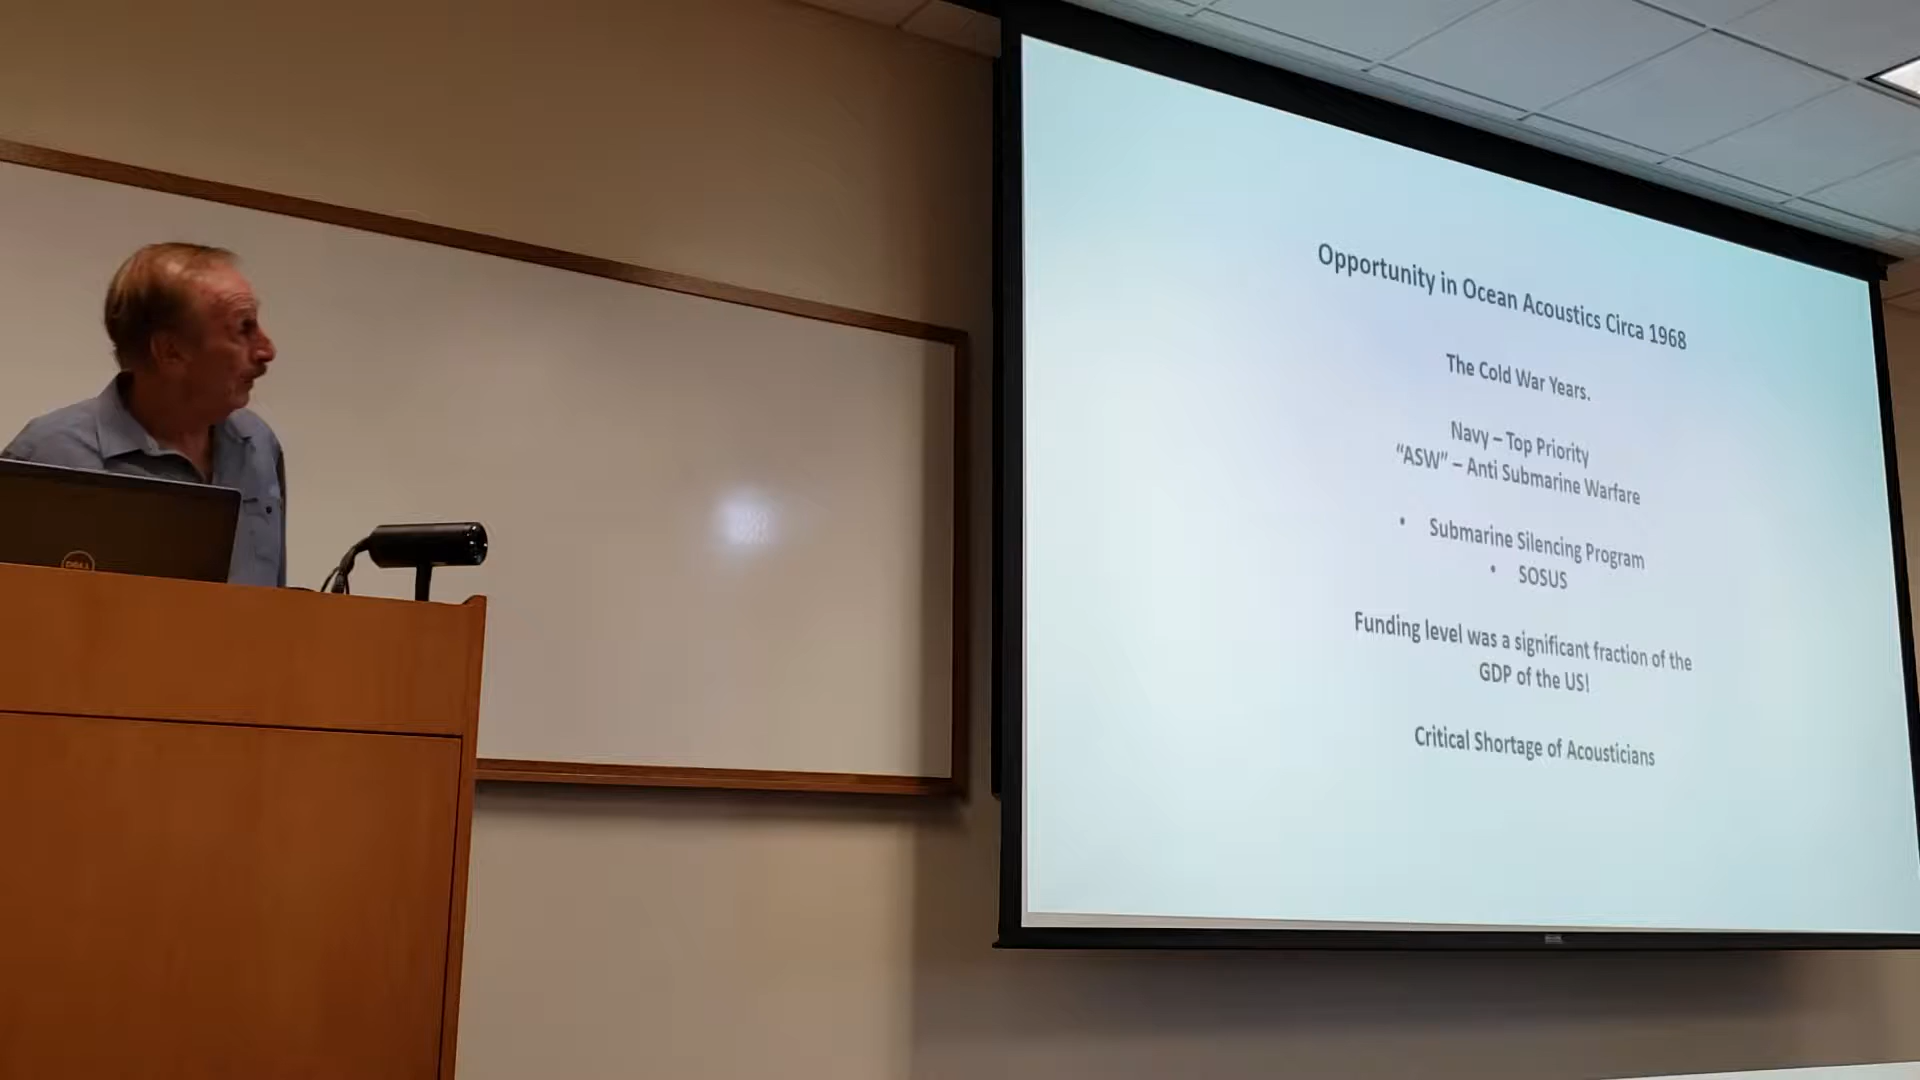 Opportunity in Ocean Acoustics Circa 1968
The Cold War Years.
Navy – Top Priority
“ASW” – Anti Submarine Warfare
• Submarine Silencing Program
• SOSUS
Funding level was a significant fraction of the
GDP of the US!
Critical Shortage of Acousticians
DELL